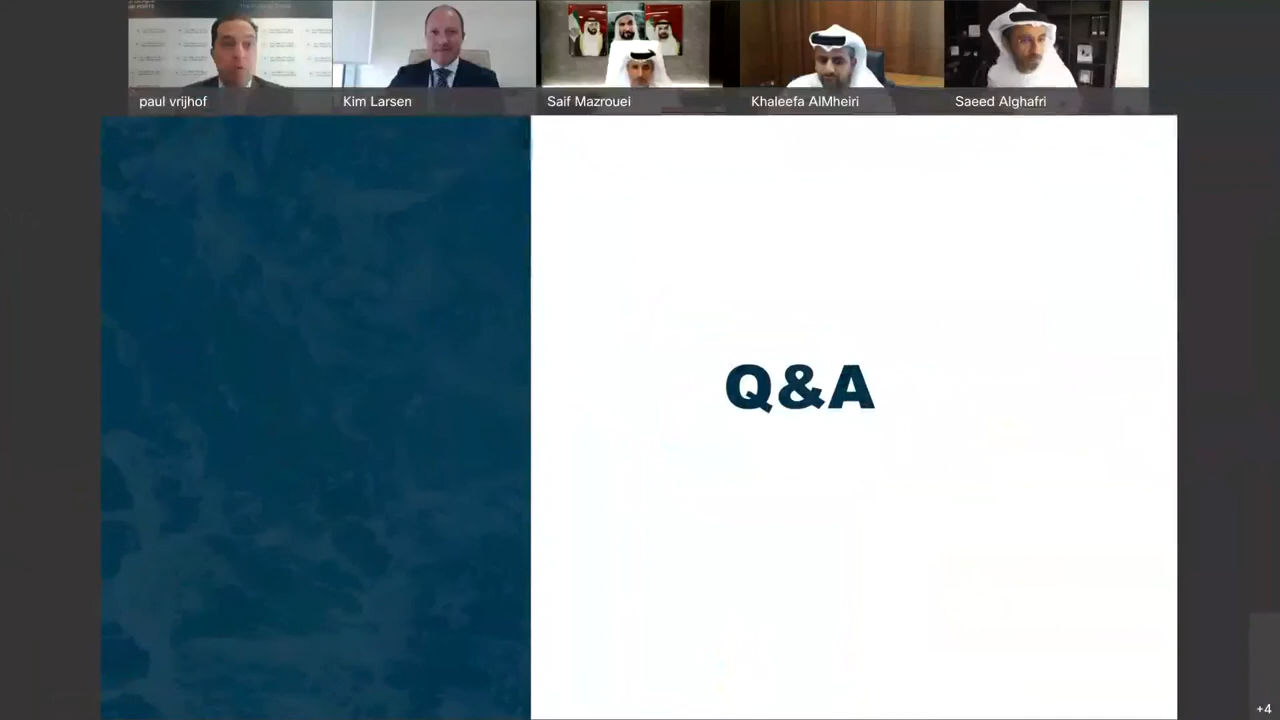 paul vrijhof
Kim Larsen
Saif Mazrouei
Khaleefa AlMheiri
Saeed Alghafri
Q&A
+4